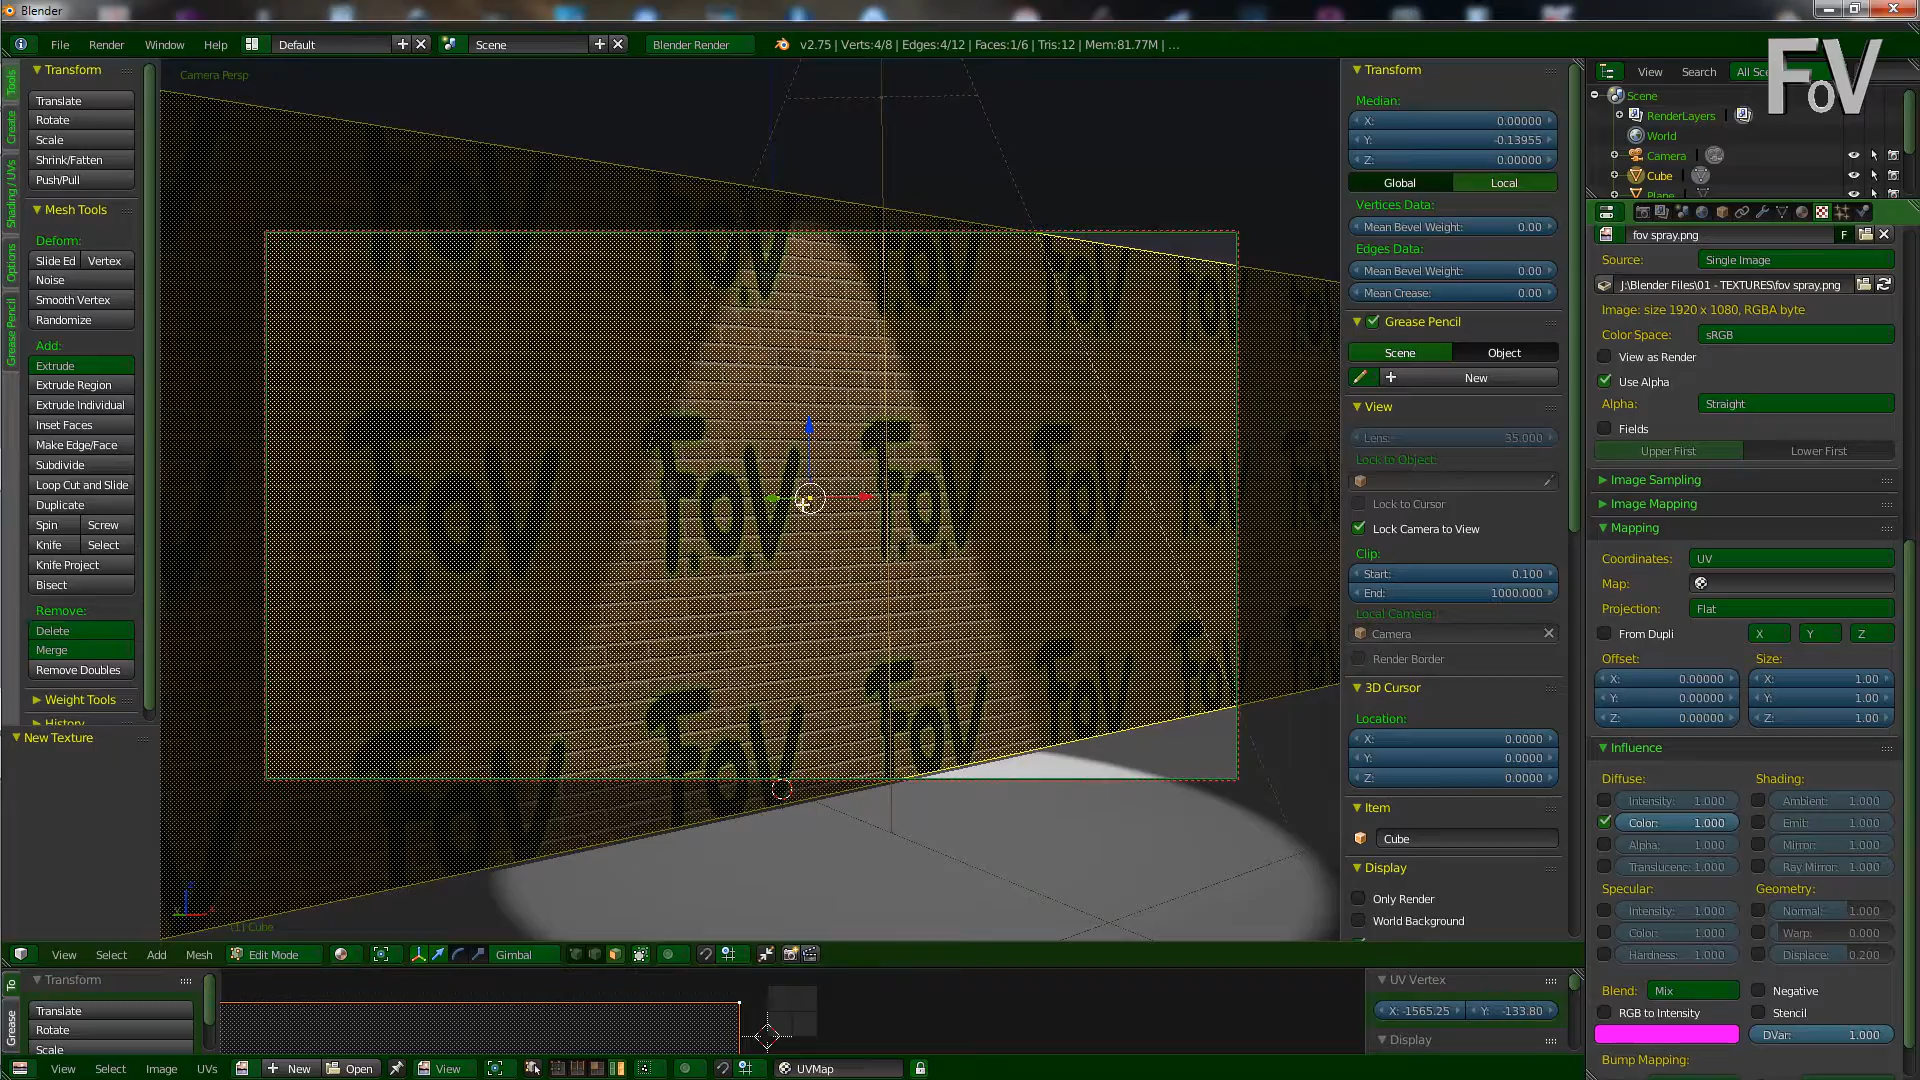 Blender
File Render Window Help Default Scene Blender Render v2.75 | Verts:4/8 | Edges:4/12 | Faces:1/6 | Tris:12 | Mem:81.77M | ...
FoV
Tools
Create
Shading / UVs
Options
Grease Pencil
Transform
Translate
Rotate
Scale
Shrink/Fatten
Push/Pull
Mesh Tools
Deform:
Slide Ed Vertex
Noise
Smooth Vertex
Randomize
Add:
Extrude
Extrude Region
Extrude Individual
Inset Faces
Make Edge/Face
Subdivide
Loop Cut and Slide
Duplicate
Spin Screw
Knife Select
Knife Project
Bisect
Remove:
Delete
Merge
Remove Doubles
Weight Tools
History
New Texture
Camera Persp
F.o.V F.o.V
FoV FoV
(1) Cube
View Select Add Mesh Edit Mode Gimbal
Transform
Median:
X: 0.00000
Y: -0.13955
Z: 0.00000
Global Local
Vertices Data:
Mean Bevel Weight: 0.00
Edges Data:
Mean Bevel Weight: 0.00
Mean Crease: 0.00
Grease Pencil
Scene Object
New
View
Lens: 35.000
Lock to Object:
Lock to Cursor
Lock Camera to View
Clip:
Start: 0.100
End: 1000.000
Local Camera:
Camera
Render Border
3D Cursor
Location:
X: 0.0000
Y: 0.0000
Z: 0.0000
Item
Cube
Display
Only Render
World Background
View Search All Sce
Scene
RenderLayers
World
Camera
Cube
Plane
fov spray.png F
Source: Single Image
J:\Blender Files\01 - TEXTURES\fov spray.png
Image: size 1920 x 1080, RGBA byte
Color Space: sRGB
View as Render
Use Alpha
Alpha: Straight
Fields
Upper First Lower First
Image Sampling
Image Mapping
Mapping
Coordinates: UV
Map:
Projection: Flat
From Dupli X Y Z
Offset: Size:
X: 0.00000 X: 1.00
Y: 0.00000 Y: 1.00
Z: 0.00000 Z: 1.00
Influence
Diffuse: Shading:
Intensity: 1.000 Ambient: 1.000
Color: 1.000 Emit: 1.000
Alpha: 1.000 Mirror: 1.000
Translucenc: 1.000 Ray Mirror: 1.000
Specular: Geometry:
Intensity: 1.000 Normal: 1.000
Color: 1.000 Warp: 0.000
Hardness: 1.000 Displace: 0.200
Blend: Mix Negative
RGB to Intensity Stencil
DVar: 1.000
Bump Mapping:
To
Grease
Transform
Translate
Rotate
Scale
UV Vertex
X: -1565.25 Y: -133.80
Display
View Select Image UVs New Open View UVMap